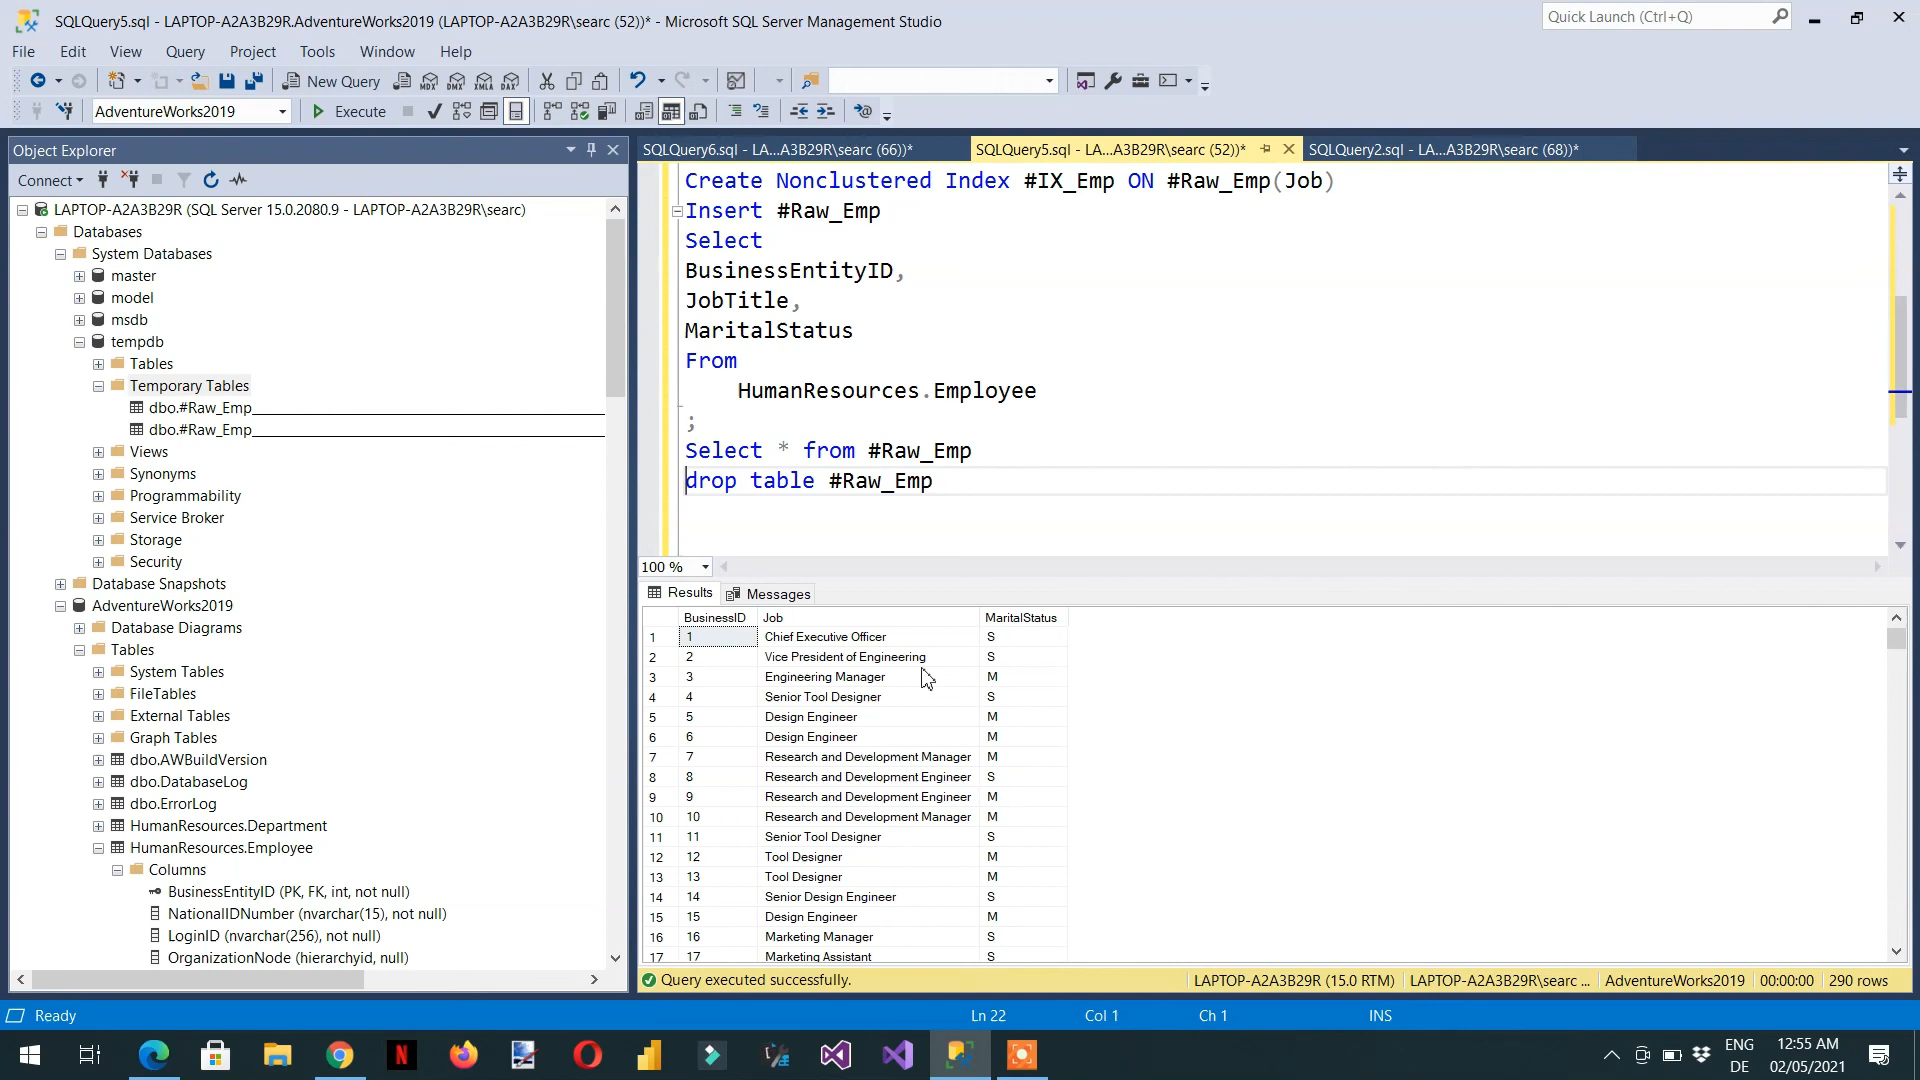 SQLQuery5.sql - LAPTOP-A2A3B29R.AdventureWorks2019 (LAPTOP-A2A3B29R\searc (52))* - Microsoft SQL Server Management Studio
Quick Launch (Ctrl+Q)
File Edit View Query Project Tools Window Help
New Query
MDX DMX XMLA DAX
AdventureWorks2019
Execute
Object Explorer
Connect
LAPTOP-A2A3B29R (SQL Server 15.0.2080.9 - LAPTOP-A2A3B29R\searc)
Databases
System Databases
master
model
msdb
tempdb
Tables
Temporary Tables
dbo.#Raw_Emp
dbo.#Raw_Emp
Views
Synonyms
Programmability
Service Broker
Storage
Security
Database Snapshots
AdventureWorks2019
Database Diagrams
Tables
System Tables
FileTables
External Tables
Graph Tables
dbo.AWBuildVersion
dbo.DatabaseLog
dbo.ErrorLog
HumanResources.Department
HumanResources.Employee
Columns
BusinessEntityID (PK, FK, int, not null)
NationalIDNumber (nvarchar(15), not null)
LoginID (nvarchar(256), not null)
OrganizationNode (hierarchyid, null)
SQLQuery6.sql - LA...A3B29R\searc (66))*
SQLQuery5.sql - LA...A3B29R\searc (52))*
SQLQuery2.sql - LA...A3B29R\searc (68))*
Create Nonclustered Index #IX_Emp ON #Raw_Emp(Job)
Insert #Raw_Emp
Select
BusinessEntityID,
JobTitle,
MaritalStatus
From
HumanResources.Employee
;
Select * from #Raw_Emp
drop table #Raw_Emp
100 %
Results Messages
BusinessID Job MaritalStatus
1 1 Chief Executive Officer S
2 2 Vice President of Engineering S
3 3 Engineering Manager M
4 4 Senior Tool Designer S
5 5 Design Engineer M
6 6 Design Engineer M
7 7 Research and Development Manager M
8 8 Research and Development Engineer S
9 9 Research and Development Engineer M
10 10 Research and Development Manager M
11 11 Senior Tool Designer S
12 12 Tool Designer M
13 13 Tool Designer M
14 14 Senior Design Engineer S
15 15 Design Engineer M
16 16 Marketing Manager S
17 17 Marketing Assistant S
Query executed successfully.
LAPTOP-A2A3B29R (15.0 RTM) LAPTOP-A2A3B29R\searc ... AdventureWorks2019 00:00:00 290 rows
Ready Ln 22 Col 1 Ch 1 INS
ENG
DE
12:55 AM
02/05/2021